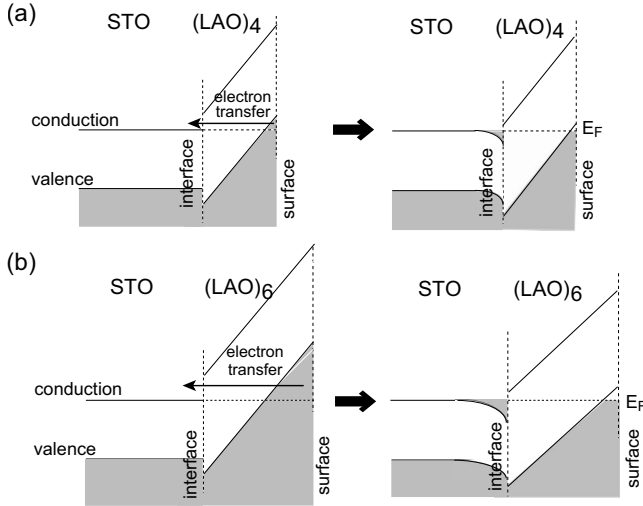 (a)
STO (LAO)4
electron
transfer
conduction
valence
interface
surface
STO (LAO)4
EF
interface
surface
(b)
STO (LAO)6
electron
transfer
conduction
valence
interface
surface
STO (LAO)6
EF
interface
surface